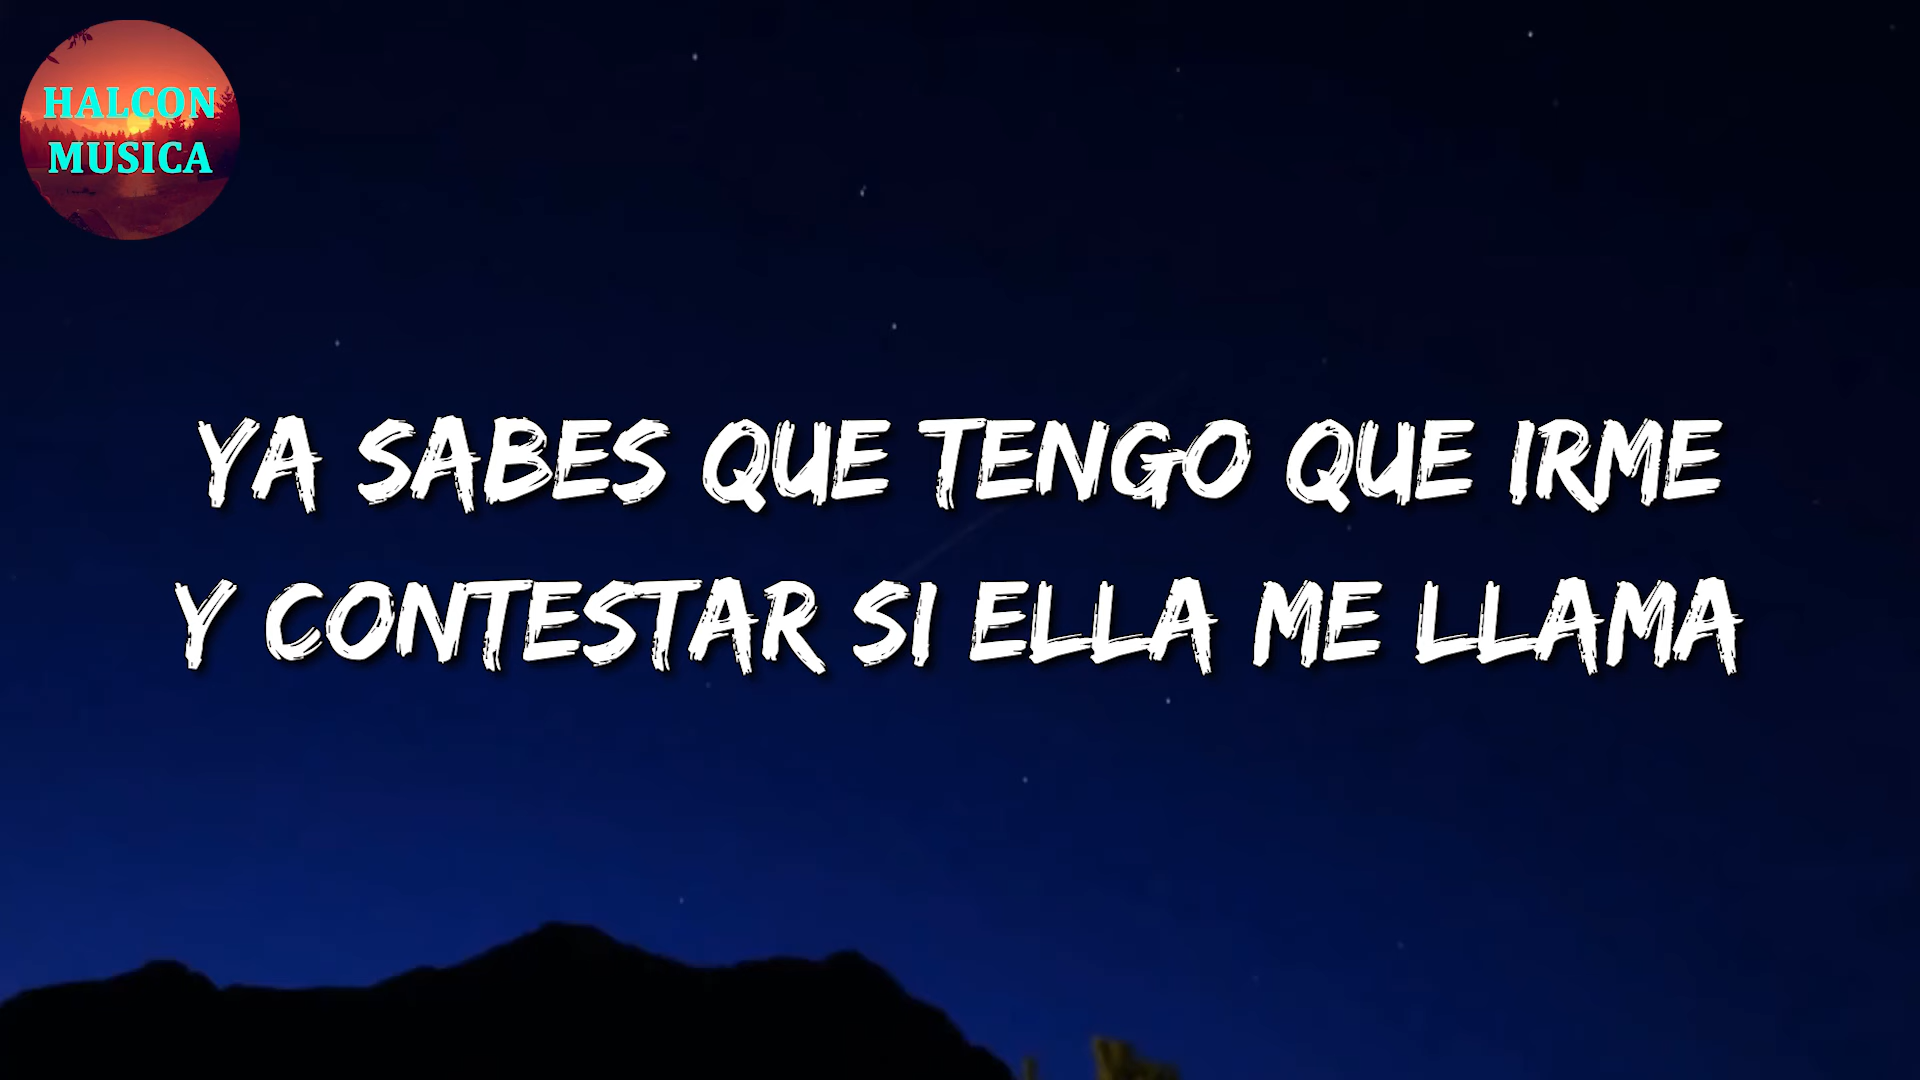 HALCON
MUSICA
YA SABES QUE TENGO QUE IRME
Y CONTESTAR SI ELLA ME LLAMA